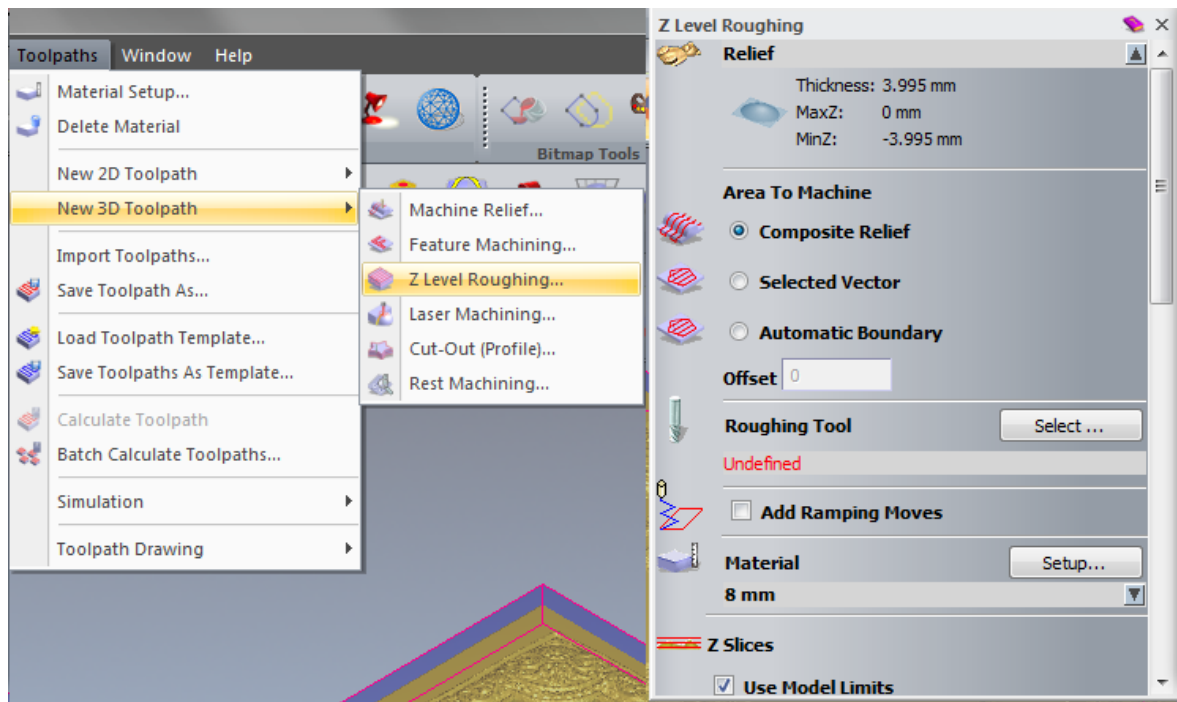 Toolpaths Window Help
Material Setup...
Delete Material
New 2D Toolpath
New 3D Toolpath
Import Toolpaths...
Save Toolpath As...
Load Toolpath Template...
Save Toolpaths As Template...
Calculate Toolpath
Batch Calculate Toolpaths...
Simulation
Toolpath Drawing
Bitmap Tools
Machine Relief...
Feature Machining...
Z Level Roughing...
Laser Machining...
Cut-Out (Profile)...
Rest Machining...
Z Level Roughing
Relief
Thickness: 3.995 mm
MaxZ: 0 mm
MinZ: -3.995 mm
Area To Machine
Composite Relief
Selected Vector
Automatic Boundary
Offset 0
Roughing Tool Select ...
Undefined
Add Ramping Moves
Material Setup...
8 mm
Z Slices
Use Model Limits